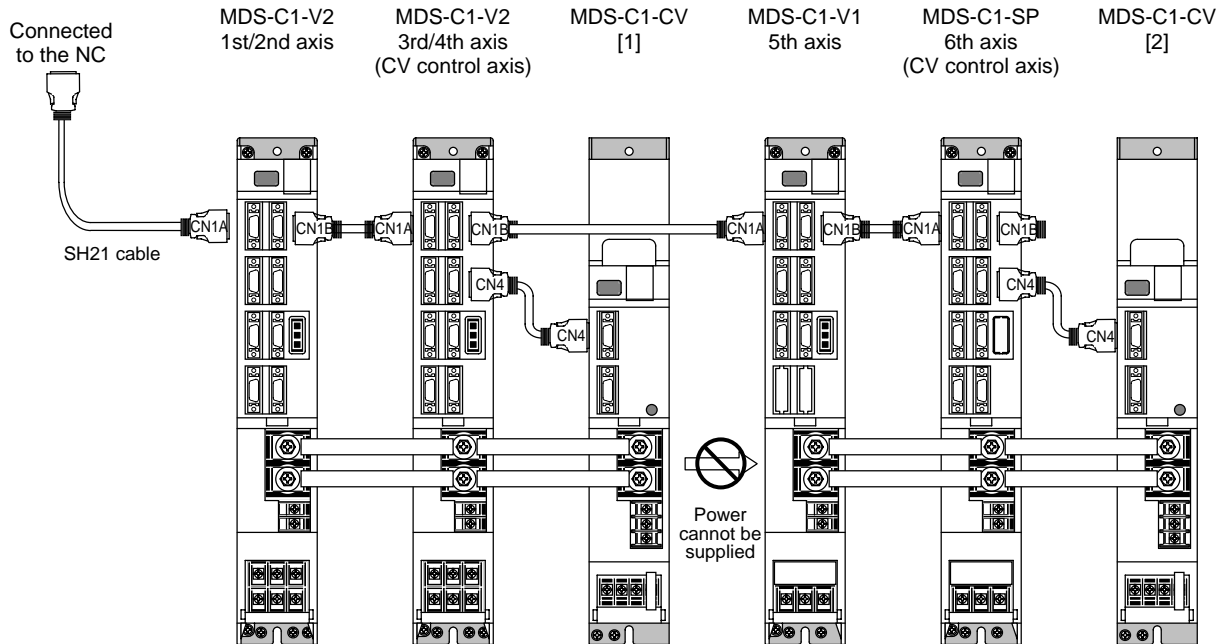 Connected
to the NC
MDS-C1-V2
1st/2nd axis
MDS-C1-V2
3rd/4th axis
(CV control axis)
MDS-C1-CV
[1]
MDS-C1-V1
5th axis
MDS-C1-SP
6th axis
(CV control axis)
MDS-C1-CV
[2]
CN1A
CN1B
CN1A
CN1B
CN1A
CN1B
CN1A
CN1B
SH21 cable
CN4
CN4
CN4
CN4
Power
cannot be
supplied